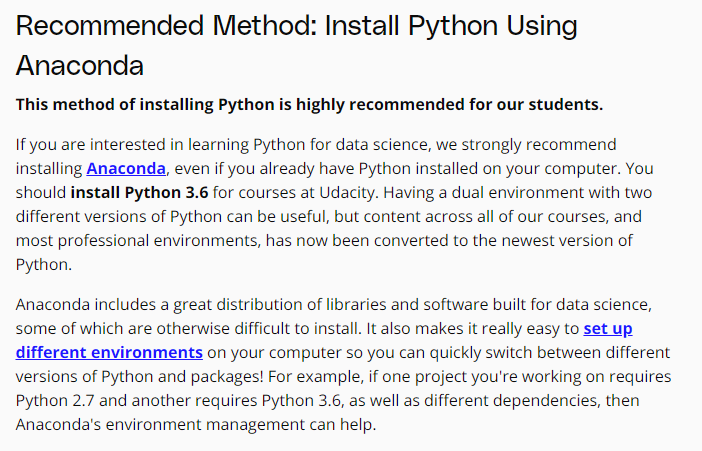 Recommended Method: Install Python Using
Anaconda
This method of installing Python is highly recommended for our students.
If you are interested in learning Python for data science, we strongly recommend
installing Anaconda, even if you already have Python installed on your computer. You
should install Python 3.6 for courses at Udacity. Having a dual environment with two
different versions of Python can be useful, but content across all of our courses, and
most professional environments, has now been converted to the newest version of
Python.
Anaconda includes a great distribution of libraries and software built for data science,
some of which are otherwise difficult to install. It also makes it really easy to set up
different environments on your computer so you can quickly switch between different
versions of Python and packages! For example, if one project you're working on requires
Python 2.7 and another requires Python 3.6, as well as different dependencies, then
Anaconda's environment management can help.